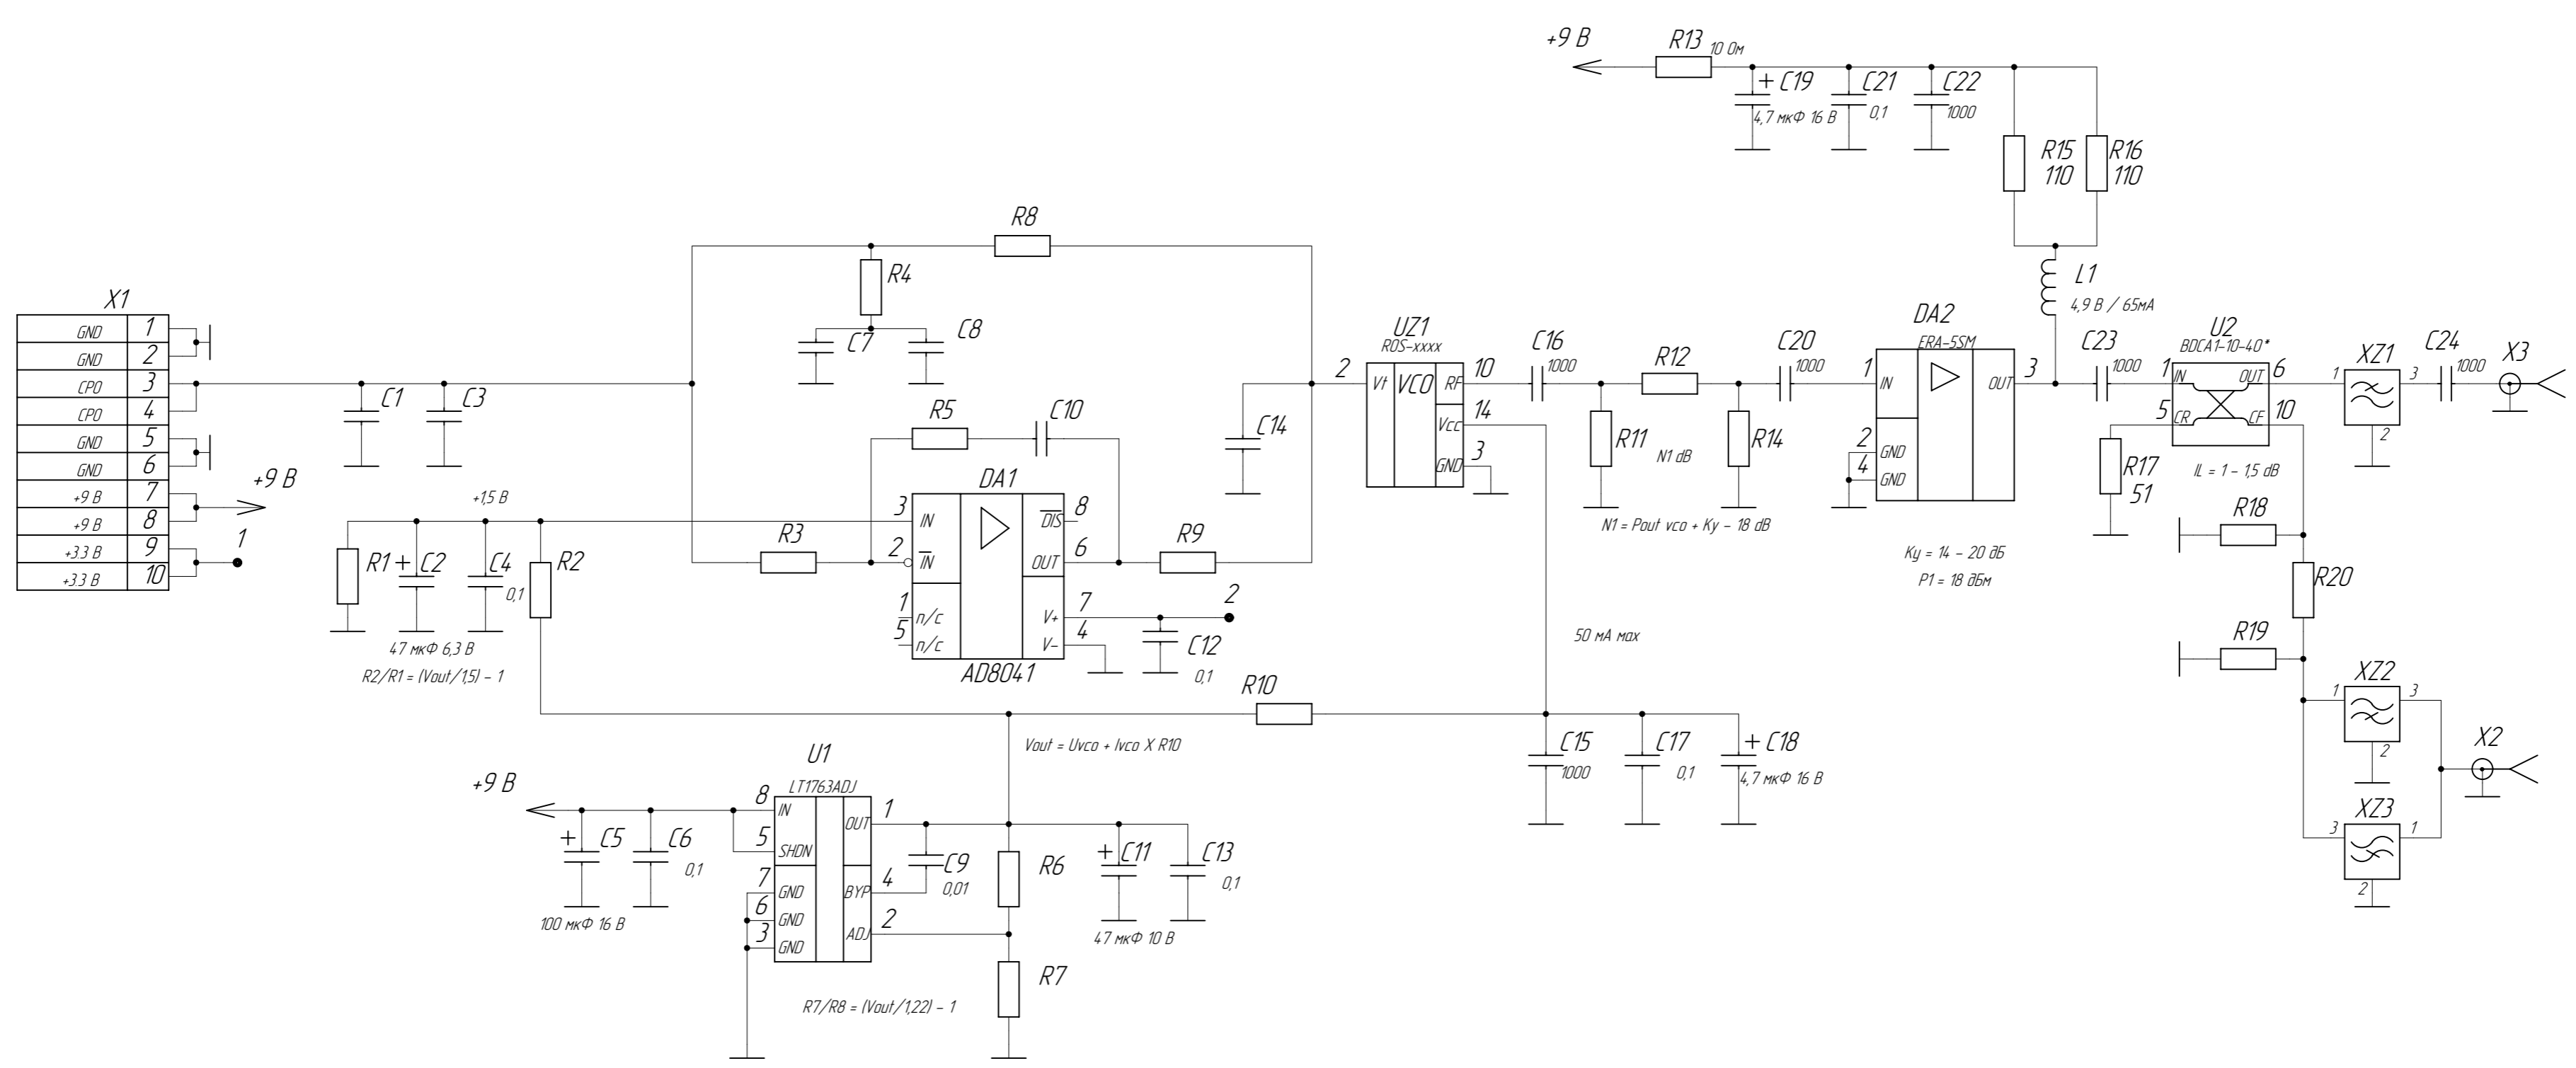 +9 В
R13 10 Ом
+ C19
4,7 мкФ 16 В
C21
0,1
C22
1000
R15
110
R16
110
L1
4,9 В / 65мА
X1
GND 1
GND 2
CPO 3
CPO 4
GND 5
GND 6
+9 В 7
+9 В 8
+3.3 В 9
+3.3 В 10
+9 В
1
C1
C3
R8
R4
C7
C8
R5
C10
+1,5 В
R1
+ C2
47 мкФ 6,3 В
C4
0,1
R2
R2/R1 = (Vout/1,5) - 1
R3
DA1
3 IN
2 IN
1 n/c
5 n/c
DIS 8
OUT 6
V+ 7
V- 4
AD8041
R9
2
C12
0,1
C14
UZ1
ROS-xxxx
2 Vt
VCO
RF 10
Vcc 14
GND 3
C16
1000
R11
R12
N1 dB
R14
C20
1000
N1 = Pout vco + Ky - 18 dB
DA2
ERA-5SM
1 IN
2 GND
4 GND
OUT 3
Ку = 14 - 20 дБ
P1 = 18 дБм
C23
1000
U2
BDCA1-10-40*
1 IN
OUT 6
5 CR
CF 10
IL = 1 - 1,5 dB
R17
51
XZ1
1
3
2
C24
1000
X3
R18
R20
R19
XZ2
1
3
2
XZ3
3
1
2
X2
50 мА max
R10
Vout = Uvco + Ivco X R10
C15
1000
C17
0,1
+ C18
4,7 мкФ 16 В
+9 В
+ C5
100 мкФ 16 В
C6
0,1
U1
LT1763ADJ
8 IN
5 SHDN
7 GND
6 GND
3 GND
OUT 1
BYP 4
ADJ 2
C9
0,01
R6
R7
+ C11
47 мкФ 10 В
C13
0,1
R7/R8 = (Vout/1,22) - 1